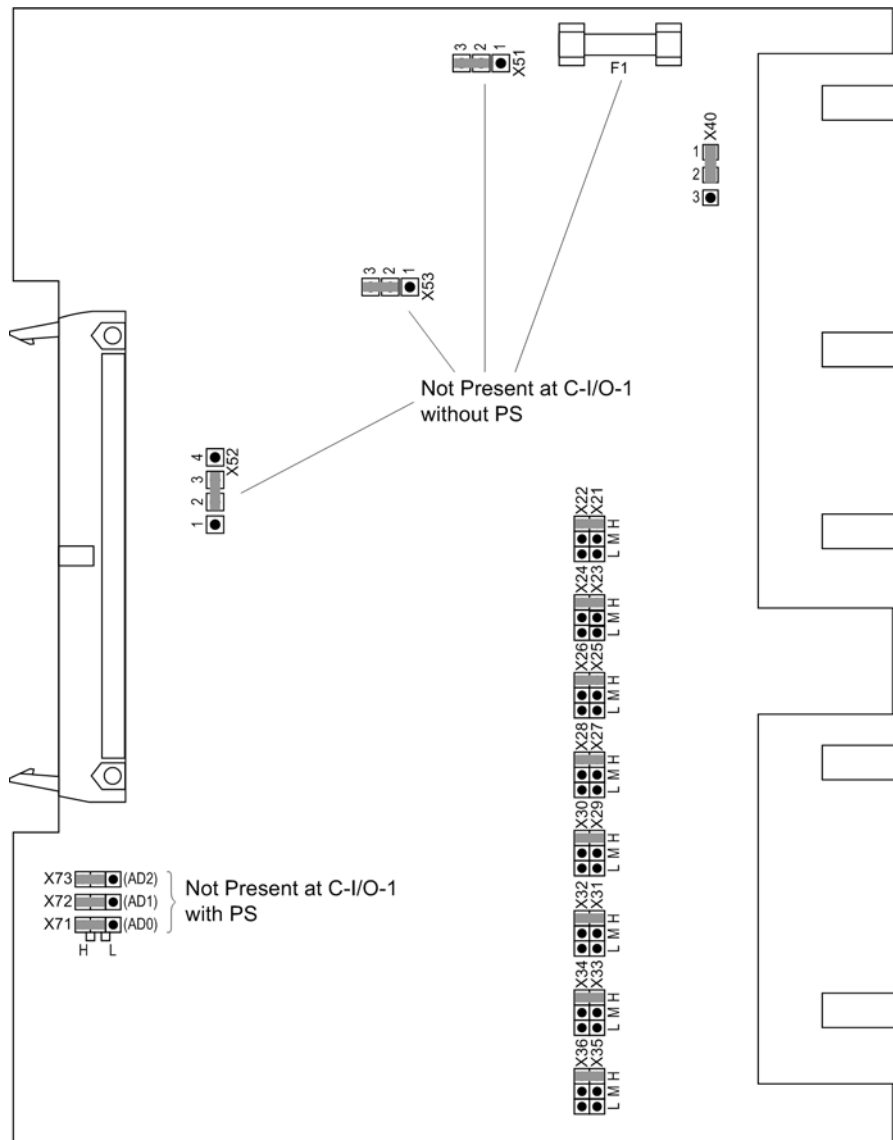 3 2 1
X51
F1
X40
1
2
3
3 2 1
X53
Not Present at C-I/O-1
without PS
4
3
2
1
X52
X22 X21
H
M
L
X24 X23
H
M
L
X26 X25
H
M
L
X28 X27
H
M
L
X30 X29
H
M
L
X32 X31
H
M
L
X34 X33
H
M
L
X36 X35
H
M
L
X73 (AD2)
X72 (AD1)
X71 (AD0)
H L
Not Present at C-I/O-1
with PS